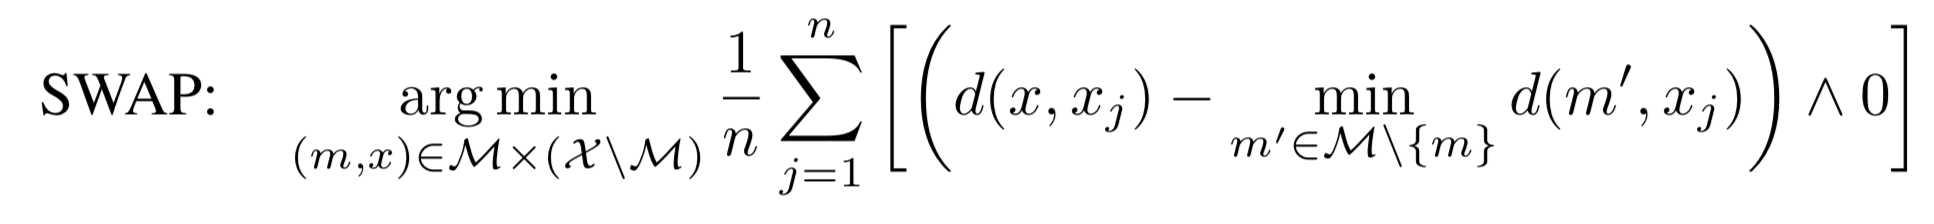 SWAP: $\underset{(m,x)\in\mathcal{M}\times(\mathcal{X}\setminus\mathcal{M})}{\arg\min} \frac{1}{n} \sum_{j=1}^{n} \left[ \left( d(x, x_j) - \min_{m' \in \mathcal{M} \setminus \{m\}} d(m', x_j) \right) \wedge 0 \right]$